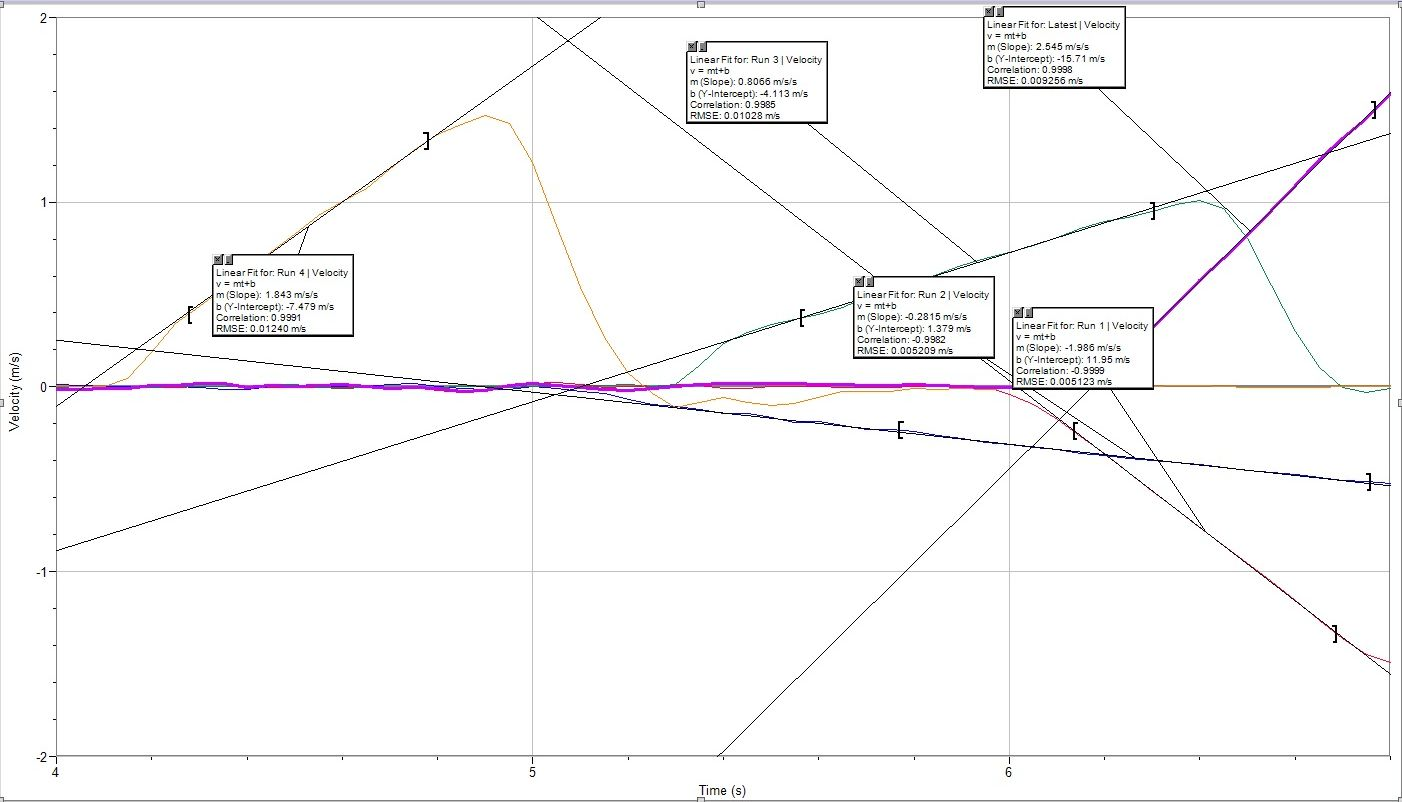 2
1
0
-1
-2
Velocity (m/s)
4
5
6
Time (s)
Linear Fit for: Latest | Velocity
v = mt+b
m (Slope): 2.545 m/s/s
b (Y-Intercept): -15.71 m/s
Correlation: 0.9998
RMSE: 0.009256 m/s
Linear Fit for: Run 3 | Velocity
v = mt+b
m (Slope): 0.8066 m/s/s
b (Y-Intercept): -4.113 m/s
Correlation: 0.9985
RMSE: 0.01028 m/s
Linear Fit for: Run 4 | Velocity
v = mt+b
m (Slope): 1.843 m/s/s
b (Y-Intercept): -7.479 m/s
Correlation: 0.9991
RMSE: 0.01240 m/s
Linear Fit for: Run 2 | Velocity
v = mt+b
m (Slope): -0.2815 m/s/s
b (Y-Intercept): 1.379 m/s
Correlation: -0.9982
RMSE: 0.005209 m/s
Linear Fit for: Run 1 | Velocity
v = mt+b
m (Slope): -1.986 m/s/s
b (Y-Intercept): 11.95 m/s
Correlation: -0.9999
RMSE: 0.005123 m/s